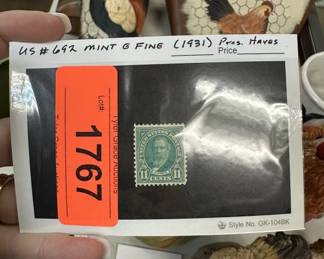 US # 692 MINT G FINE (1931) Pres. Hayes
Price
Lot#
1767
UNITED STATES POSTAGE
11 11
CENTS
Style No. GK-104BK